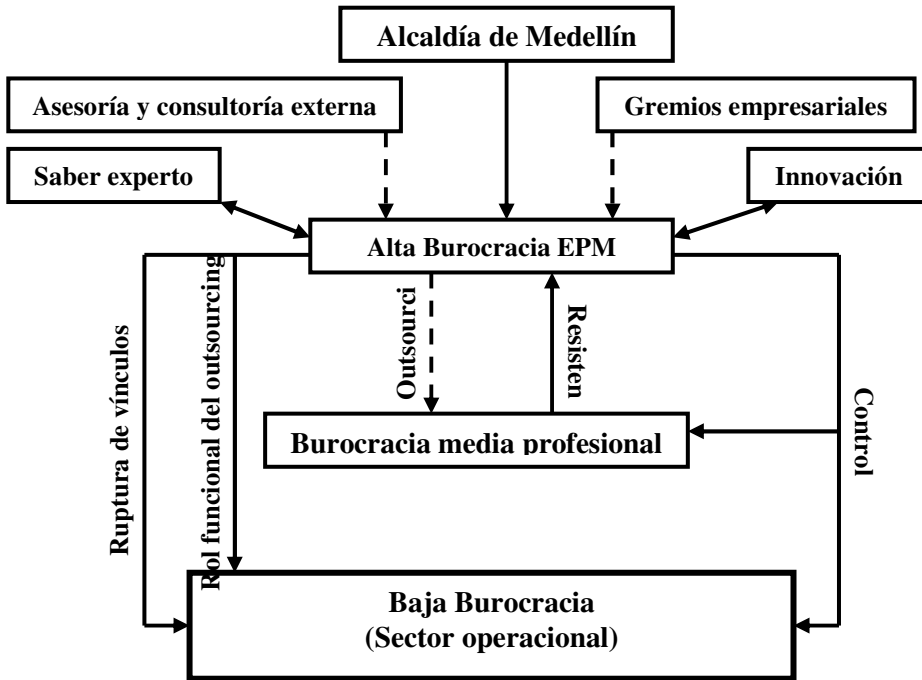 Alcaldía de Medellín
Asesoría y consultoría externa
Gremios empresariales
Saber experto
Innovación
Alta Burocracia EPM
Ruptura de vínculos
Rol funcional del outsourcing
Outsourci
Resisten
Control
Burocracia media profesional
Baja Burocracia
(Sector operacional)